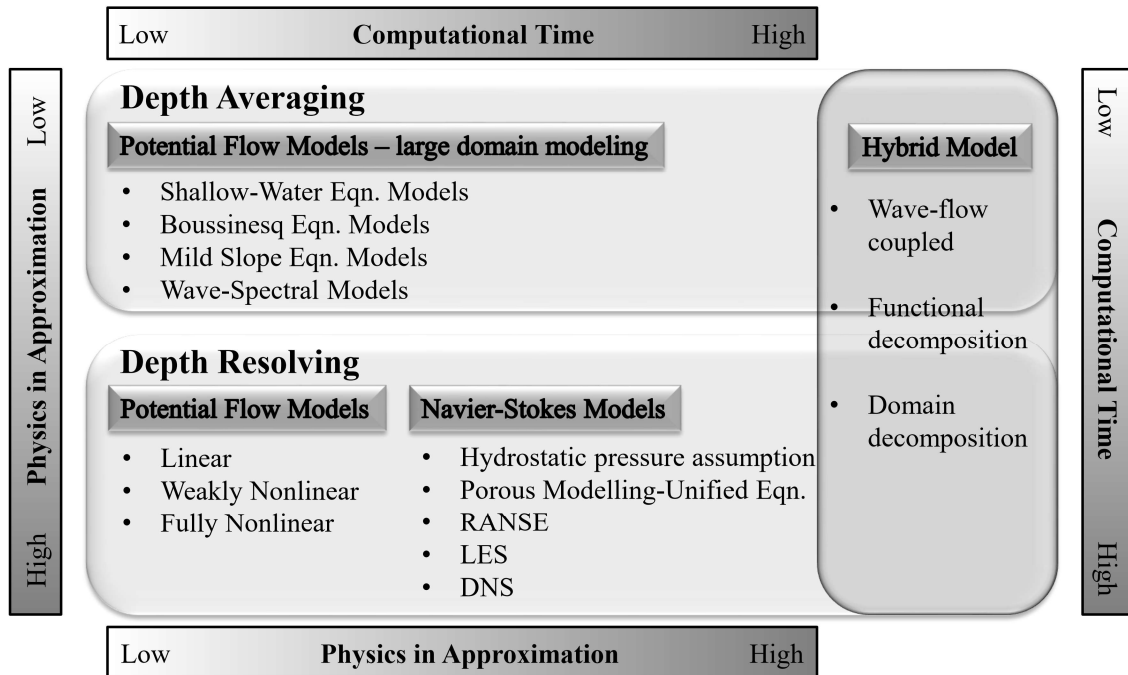 Low Computational Time High
Low
Physics in Approximation
High
Depth Averaging
Potential Flow Models – large domain modeling
• Shallow-Water Eqn. Models
• Boussinesq Eqn. Models
• Mild Slope Eqn. Models
• Wave-Spectral Models
Depth Resolving
Potential Flow Models
• Linear
• Weakly Nonlinear
• Fully Nonlinear
Navier-Stokes Models
• Hydrostatic pressure assumption
• Porous Modelling-Unified Eqn.
• RANSE
• LES
• DNS
Hybrid Model
• Wave-flow
coupled
• Functional
decomposition
• Domain
decomposition
Low
Computational Time
High
Low Physics in Approximation High